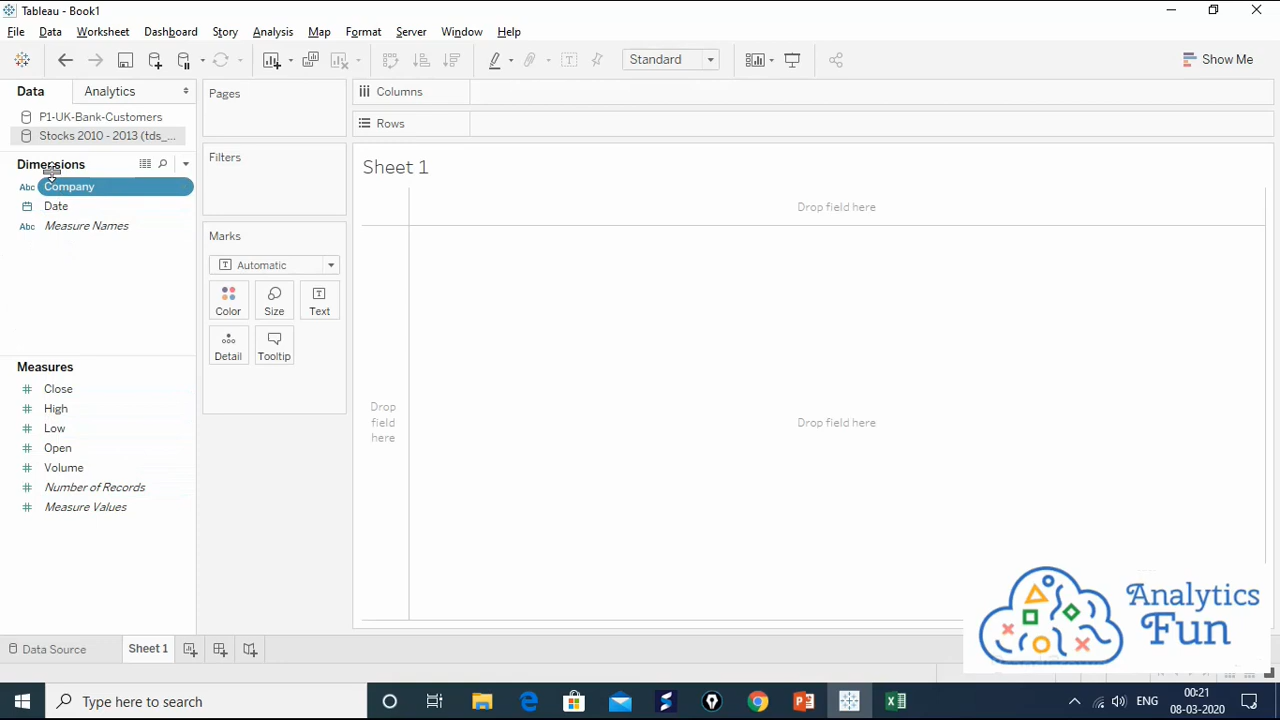 Tableau - Book1
File Data Worksheet Dashboard Story Analysis Map Format Server Window Help
Standard
Show Me
Data Analytics
P1-UK-Bank-Customers
Stocks 2010 - 2013 (tds_...
Dimensions
Abc Company
Date
Abc Measure Names
Measures
Close
High
Low
Open
Volume
Number of Records
Measure Values
Pages
Filters
Marks
Automatic
Color Size Text
Detail Tooltip
Columns
Rows
Sheet 1
Drop field here
Drop
field
here
Drop field here
Analytics
Fun
Data Source Sheet 1
Type here to search
ENG
00:21
08-03-2020